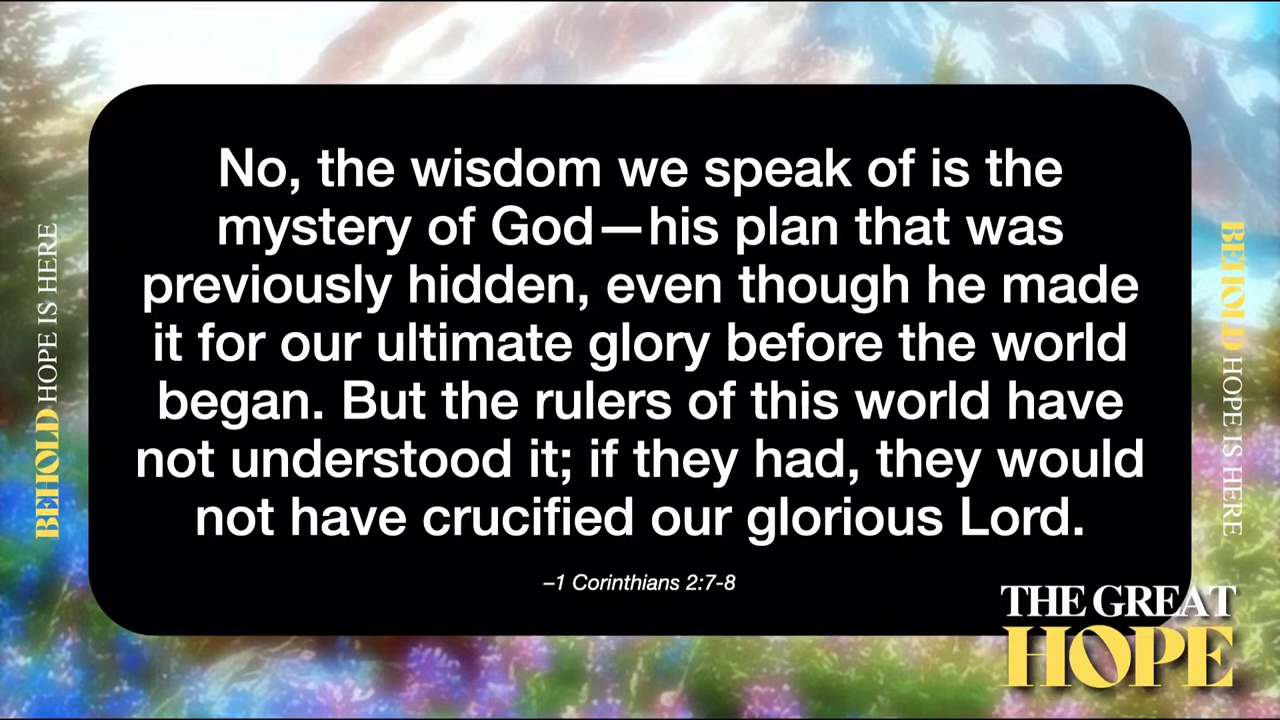 No, the wisdom we speak of is the
mystery of God—his plan that was
previously hidden, even though he made
it for our ultimate glory before the world
began. But the rulers of this world have
not understood it; if they had, they would
not have crucified our glorious Lord.
–1 Corinthians 2:7-8
BEHOLD HOPE IS HERE
BEHOLD HOPE IS HERE
THE GREAT
HOPE